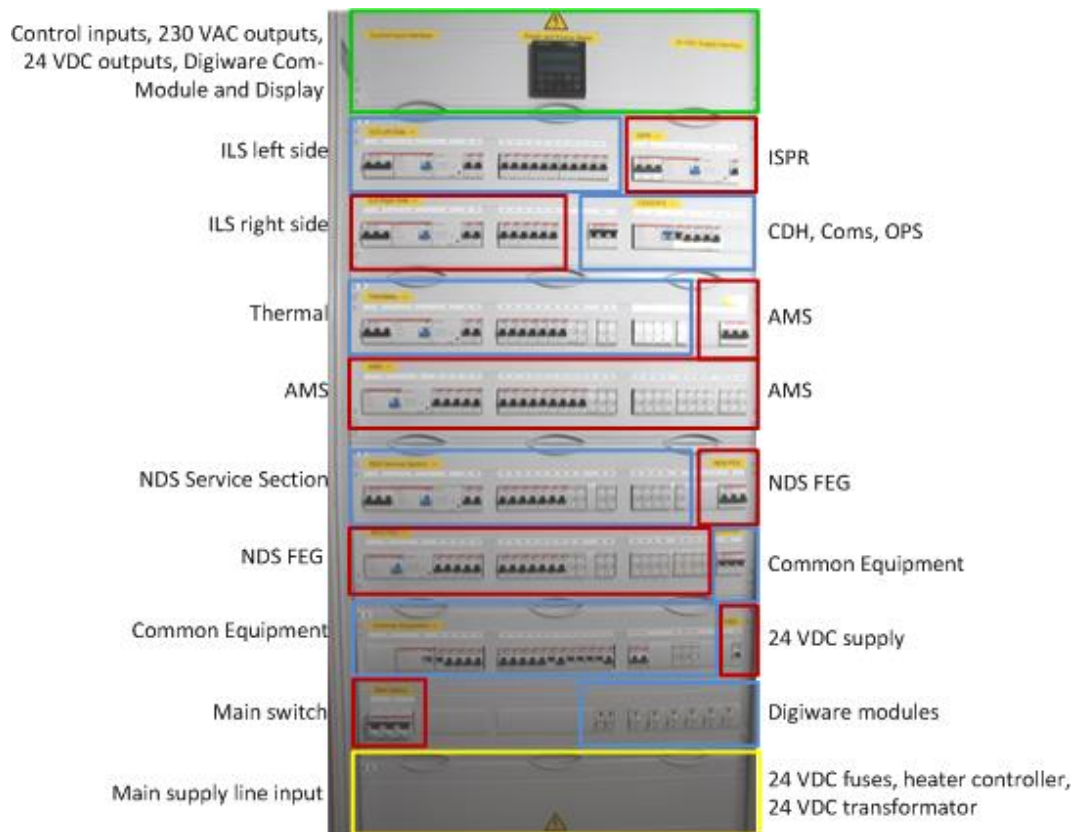 Control inputs, 230 VAC outputs,
24 VDC outputs, Digiware Com-
Module and Display
ILS left side
ISPR
ILS right side
CDH, Coms, OPS
Thermal
AMS
AMS
AMS
NDS Service Section
NDS FEG
NDS FEG
Common Equipment
Common Equipment
24 VDC supply
Main switch
Digiware modules
Main supply line input
24 VDC fuses, heater controller,
24 VDC transformator